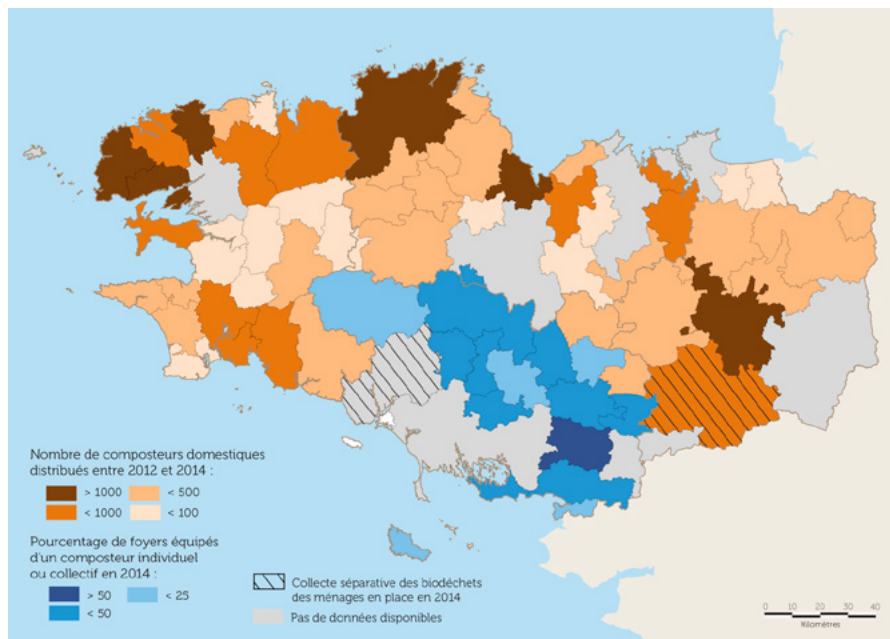 Nombre de composteurs domestiques
distribués entre 2012 et 2014 :
> 1000
< 500
< 1000
< 100
Pourcentage de foyers équipés
d'un composteur individuel
ou collectif en 2014 :
> 50
< 25
< 50
Collecte séparative des biodéchets
des ménages en place en 2014
Pas de données disponibles
0 10 20 30 40
Kilomètres